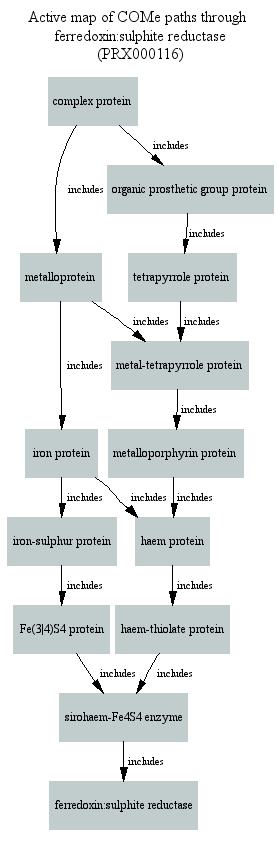 Active map of COMe paths through
ferredoxin:sulphite reductase
(PRX000116)
complex protein
includes
includes
organic prosthetic group protein
includes
metalloprotein
tetrapyrrole protein
includes
includes
includes
metal-tetrapyrrole protein
includes
iron protein
metalloporphyrin protein
includes
includes
includes
iron-sulphur protein
haem protein
includes
includes
Fe(3|4)S4 protein
haem-thiolate protein
includes
includes
sirohaem-Fe4S4 enzyme
includes
ferredoxin:sulphite reductase